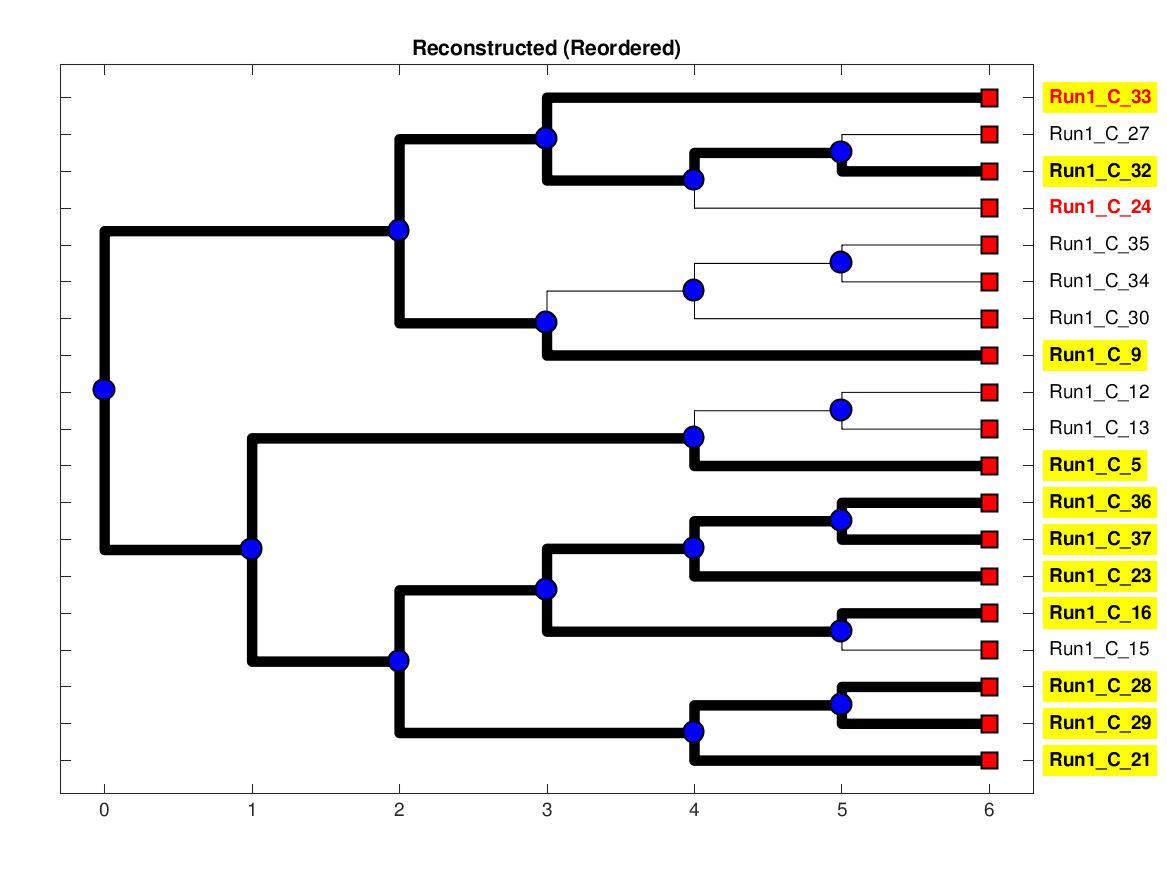 Reconstructed (Reordered)
Run1_C_33
Run1_C_27
Run1_C_32
Run1_C_24
Run1_C_35
Run1_C_34
Run1_C_30
Run1_C_9
Run1_C_12
Run1_C_13
Run1_C_5
Run1_C_36
Run1_C_37
Run1_C_23
Run1_C_16
Run1_C_15
Run1_C_28
Run1_C_29
Run1_C_21
0 1 2 3 4 5 6